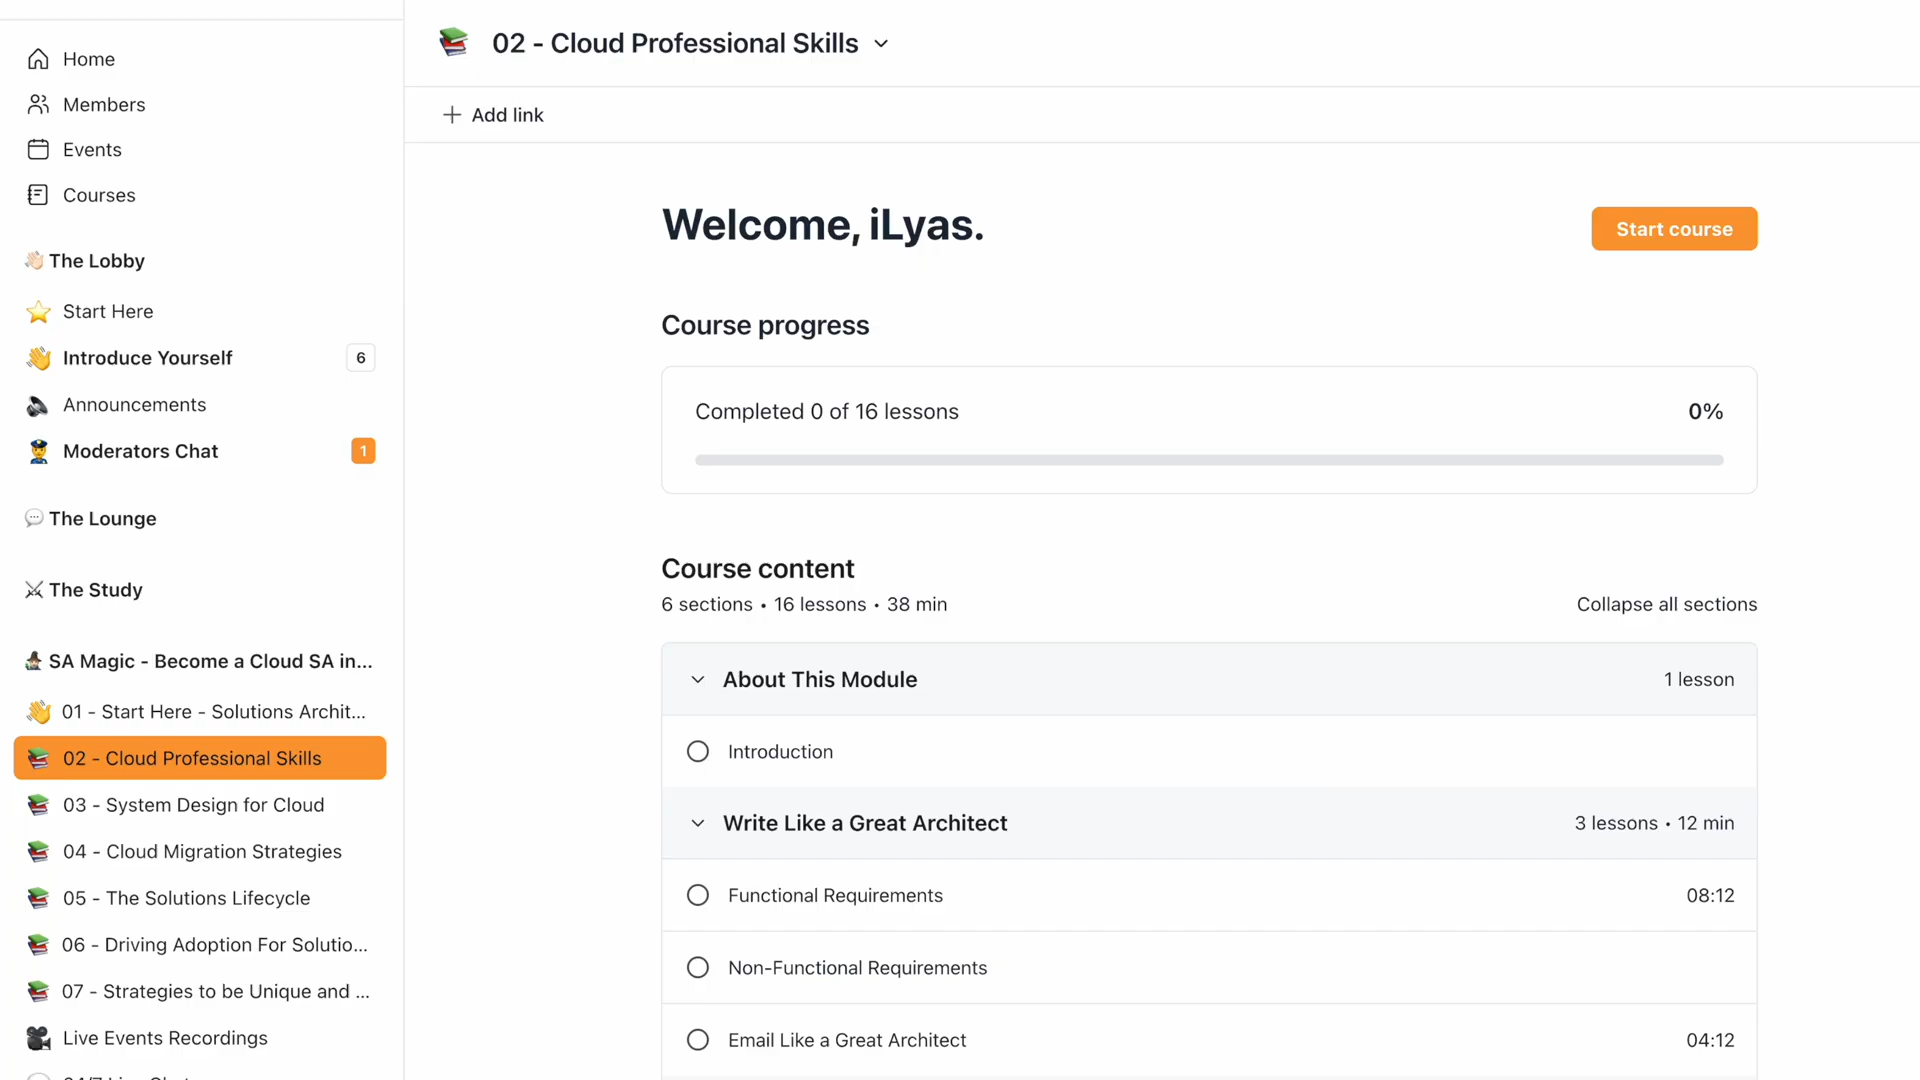 Home
Members
Events
Courses
The Lobby
Start Here
Introduce Yourself 6
Announcements
Moderators Chat 1
The Lounge
The Study
SA Magic - Become a Cloud SA in...
01 - Start Here - Solutions Archit...
02 - Cloud Professional Skills
03 - System Design for Cloud
04 - Cloud Migration Strategies
05 - The Solutions Lifecycle
06 - Driving Adoption For Solutio...
07 - Strategies to be Unique and ...
Live Events Recordings
02 - Cloud Professional Skills
Add link
Welcome, iLyas.
Start course
Course progress
Completed 0 of 16 lessons 0%
Course content
6 sections • 16 lessons • 38 min
Collapse all sections
About This Module 1 lesson
Introduction
Write Like a Great Architect 3 lessons • 12 min
Functional Requirements 08:12
Non-Functional Requirements
Email Like a Great Architect 04:12